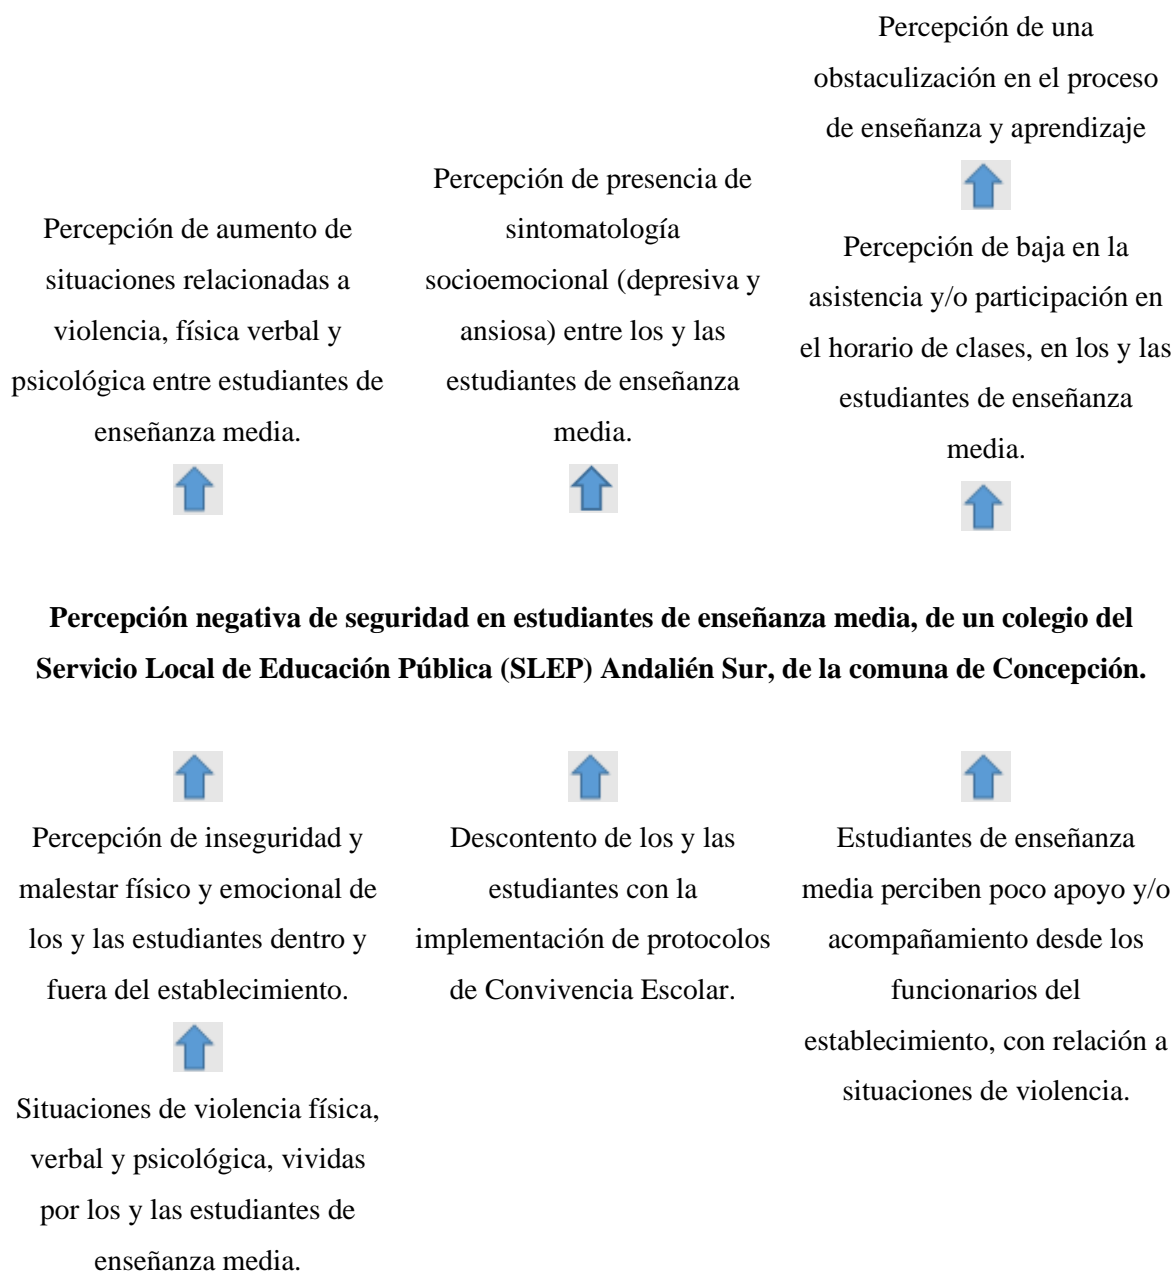 Percepción de una
obstaculización en el proceso
de enseñanza y aprendizaje
Percepción de aumento de
situaciones relacionadas a
violencia, física verbal y
psicológica entre estudiantes de
enseñanza media.
Percepción de presencia de
sintomatología
socioemocional (depresiva y
ansiosa) entre los y las
estudiantes de enseñanza
media.
Percepción de baja en la
asistencia y/o participación en
el horario de clases, en los y las
estudiantes de enseñanza
media.
Percepción negativa de seguridad en estudiantes de enseñanza media, de un colegio del
Servicio Local de Educación Pública (SLEP) Andalién Sur, de la comuna de Concepción.
Percepción de inseguridad y
malestar físico y emocional de
los y las estudiantes dentro y
fuera del establecimiento.
Situaciones de violencia física,
verbal y psicológica, vividas
por los y las estudiantes de
enseñanza media.
Descontento de los y las
estudiantes con la
implementación de protocolos
de Convivencia Escolar.
Estudiantes de enseñanza
media perciben poco apoyo y/o
acompañamiento desde los
funcionarios del
establecimiento, con relación a
situaciones de violencia.